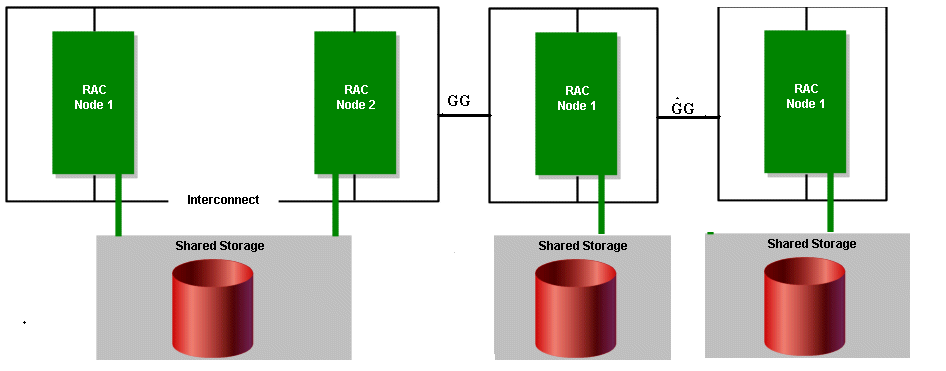 RAC
Node 1
RAC
Node 2
GG
RAC
Node 1
GG
RAC
Node 1
Interconnect
Shared Storage
Shared Storage
Shared Storage